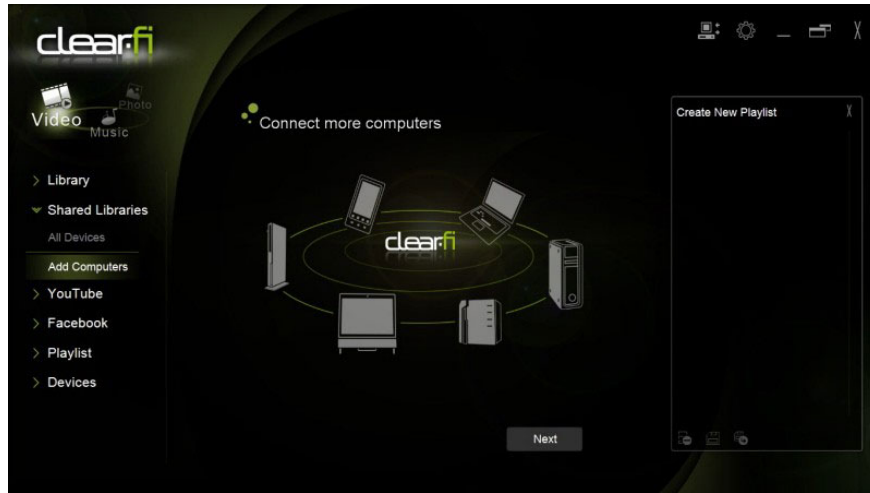 clear.fi
Video
Photo
Music
Library
Shared Libraries
All Devices
Add Computers
YouTube
Facebook
Playlist
Devices
Connect more computers
clear.fi
Next
Create New Playlist